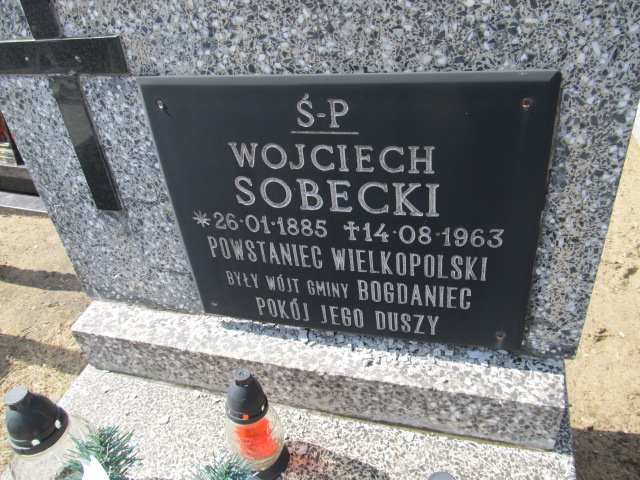 Ś-P
WOJCIECH
SOBECKI
*26·01·1885 ✝14·08·1963
POWSTANIEC WIELKOPOLSKI
BYŁY WÓJT GMINY BOGDANIEC
POKÓJ JEGO DUSZY